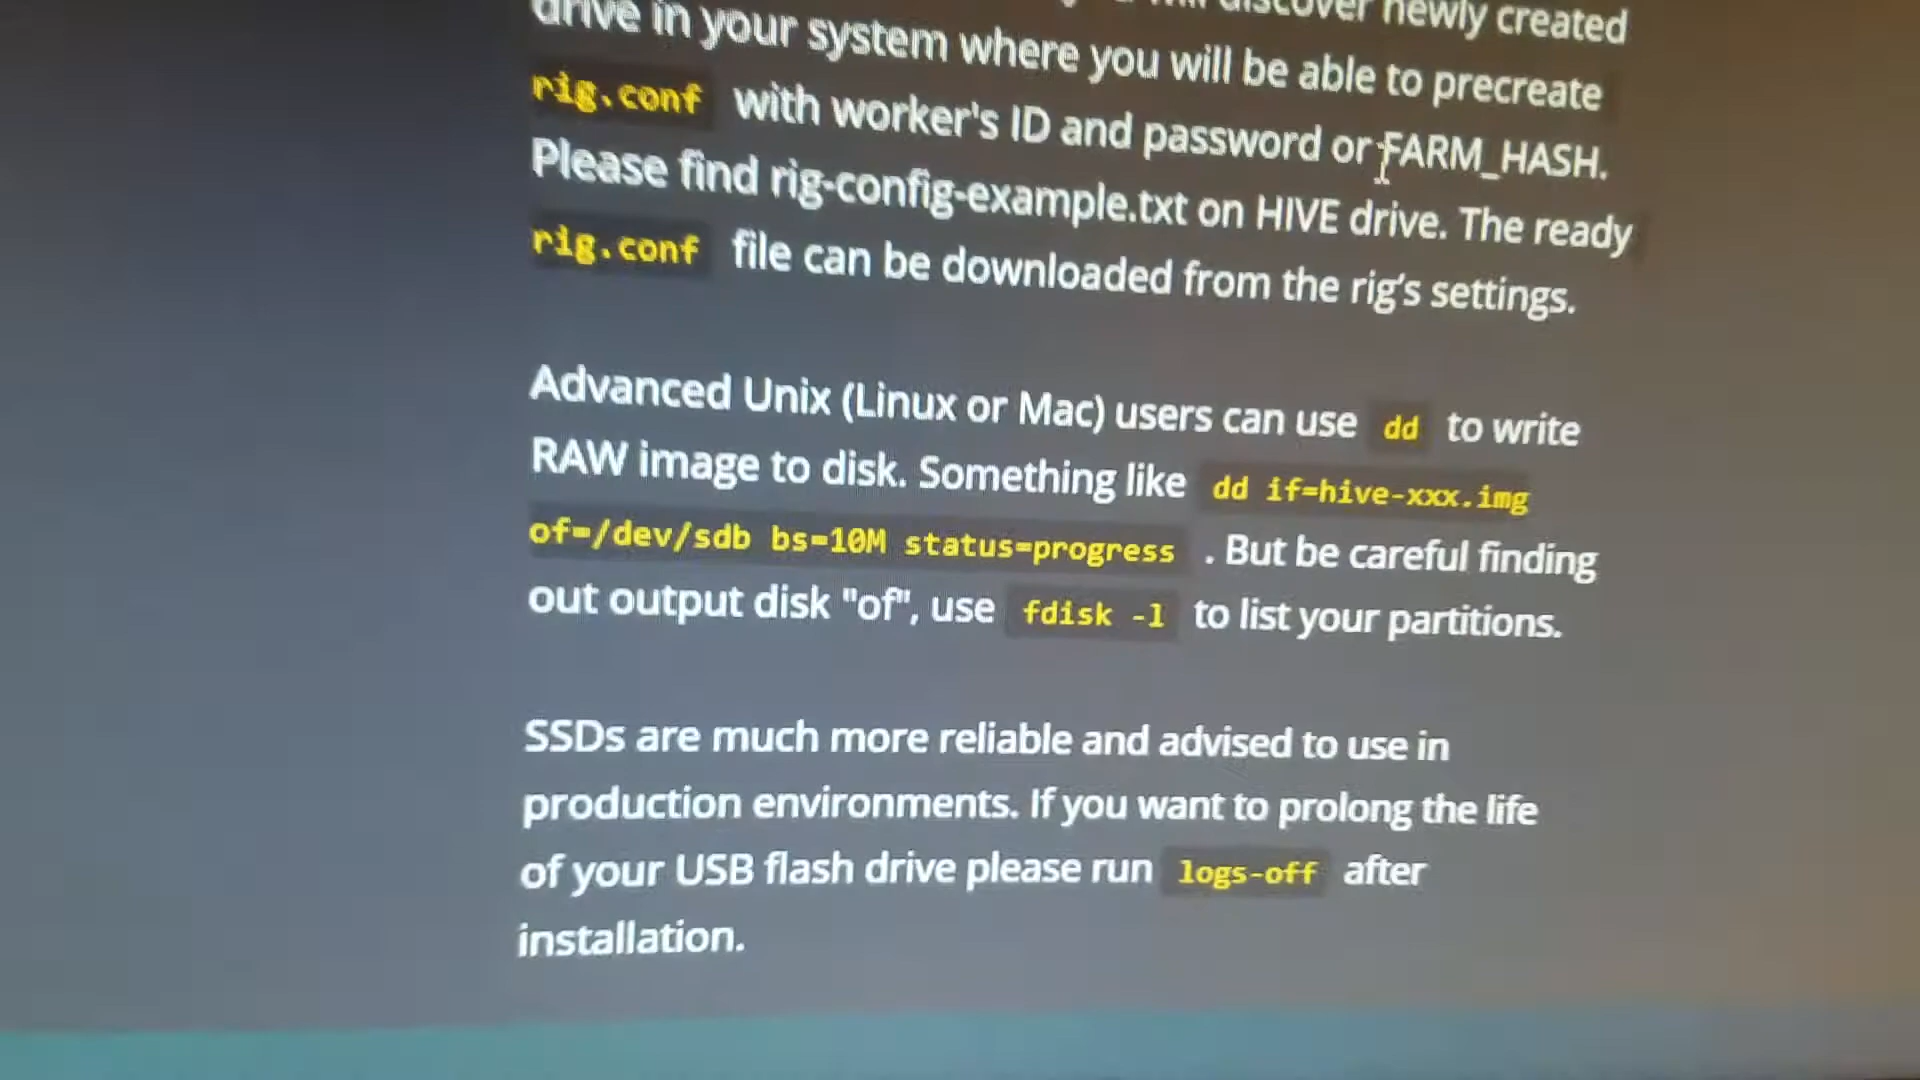 discover newly created
drive in your system where you will be able to precreate
rig.conf with worker's ID and password or FARM_HASH.
Please find rig-config-example.txt on HIVE drive. The ready
rig.conf file can be downloaded from the rig's settings.
Advanced Unix (Linux or Mac) users can use dd to write
RAW image to disk. Something like dd if=hive-xxx.img
of=/dev/sdb bs=10M status=progress . But be careful finding
out output disk "of", use fdisk -l to list your partitions.
SSDs are much more reliable and advised to use in
production environments. If you want to prolong the life
of your USB flash drive please run logs-off after
installation.